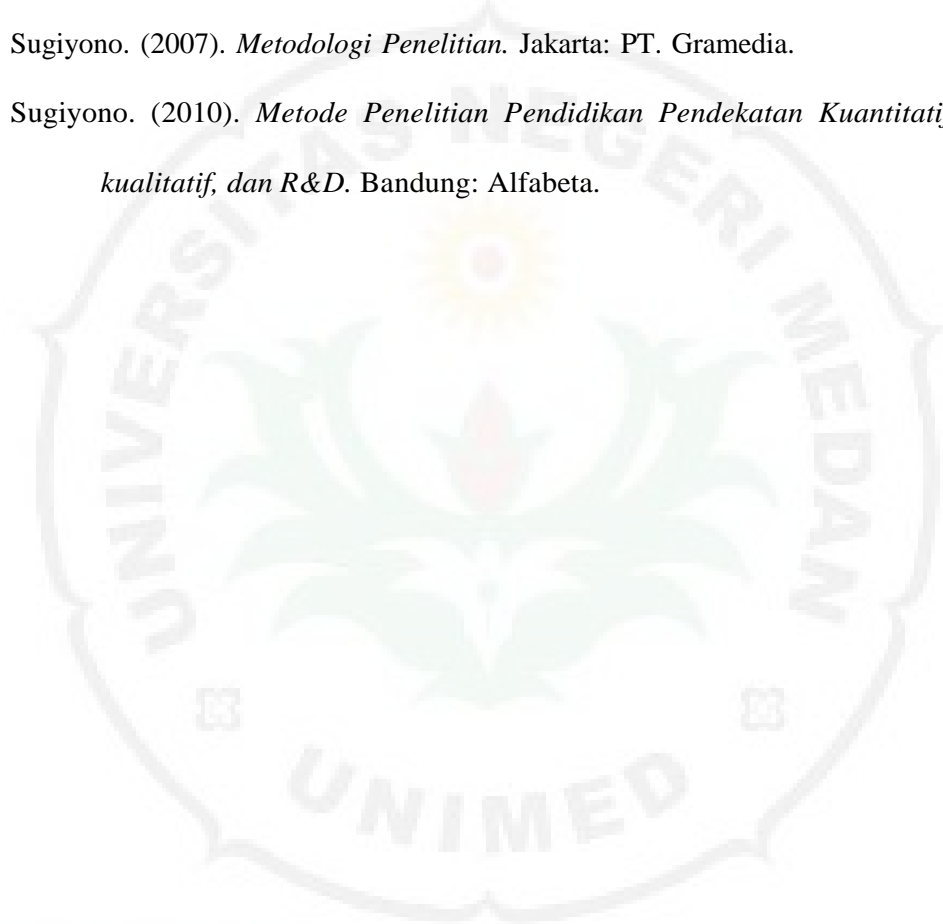 Sugiyono. (2007). Metodologi Penelitian. Jakarta: PT. Gramedia.
Sugiyono. (2010). Metode Penelitian Pendidikan Pendekatan Kuantitatif
kualitatif, dan R&D. Bandung: Alfabeta.
UNIVERSITAS NEGERI MEDAN
UNIMED